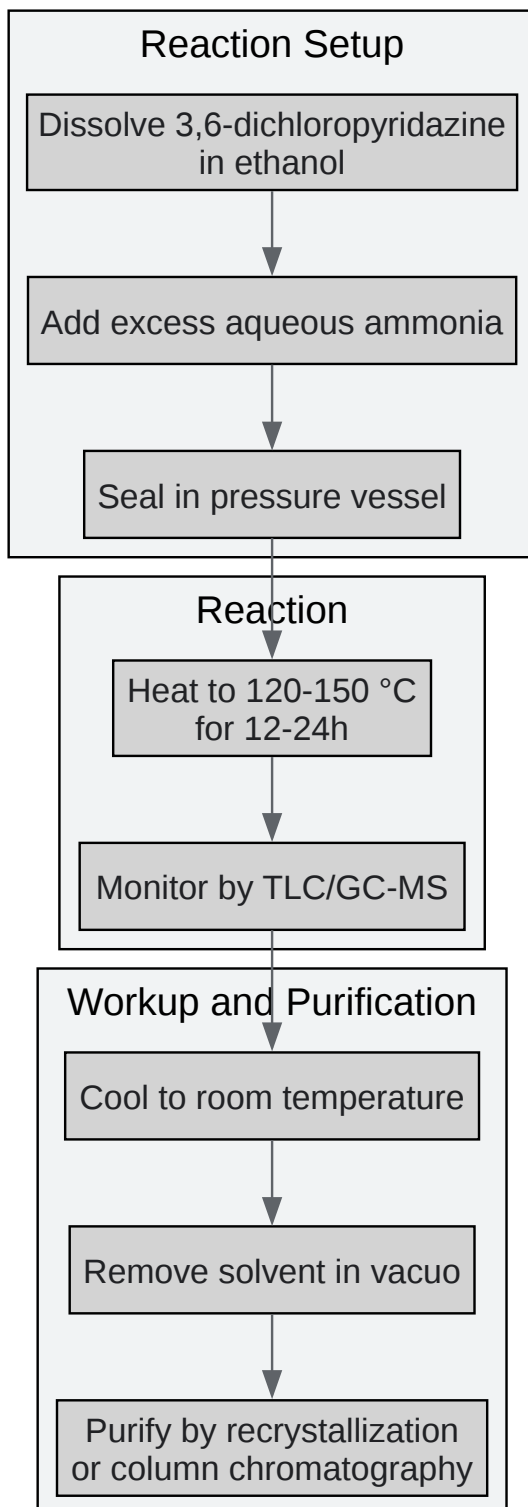 Reaction Setup
Dissolve 3,6-dichloropyridazine
in ethanol
Add excess aqueous ammonia
Seal in pressure vessel
Reaction
Heat to 120-150 °C
for 12-24h
Monitor by TLC/GC-MS
Workup and Purification
Cool to room temperature
Remove solvent in vacuo
Purify by recrystallization
or column chromatography